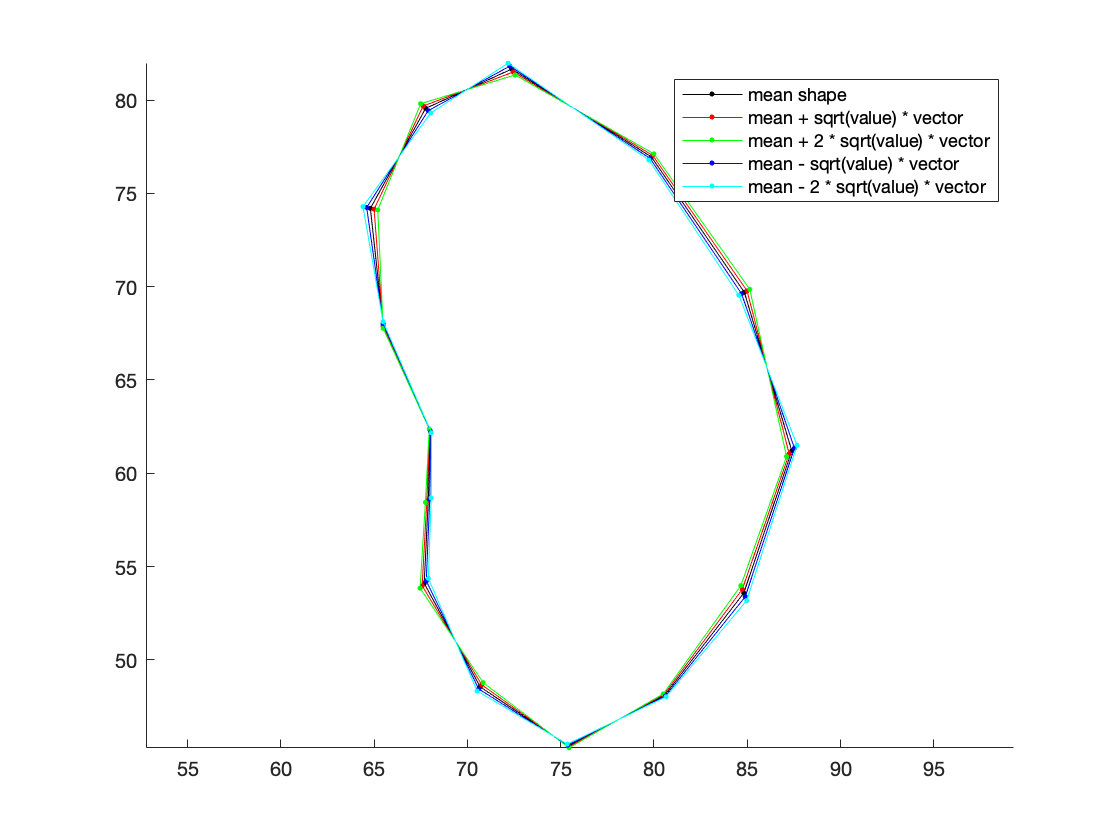 80
75
70
65
60
55
50
55 60 65 70 75 80 85 90 95
mean shape
mean + sqrt(value) * vector
mean + 2 * sqrt(value) * vector
mean - sqrt(value) * vector
mean - 2 * sqrt(value) * vector